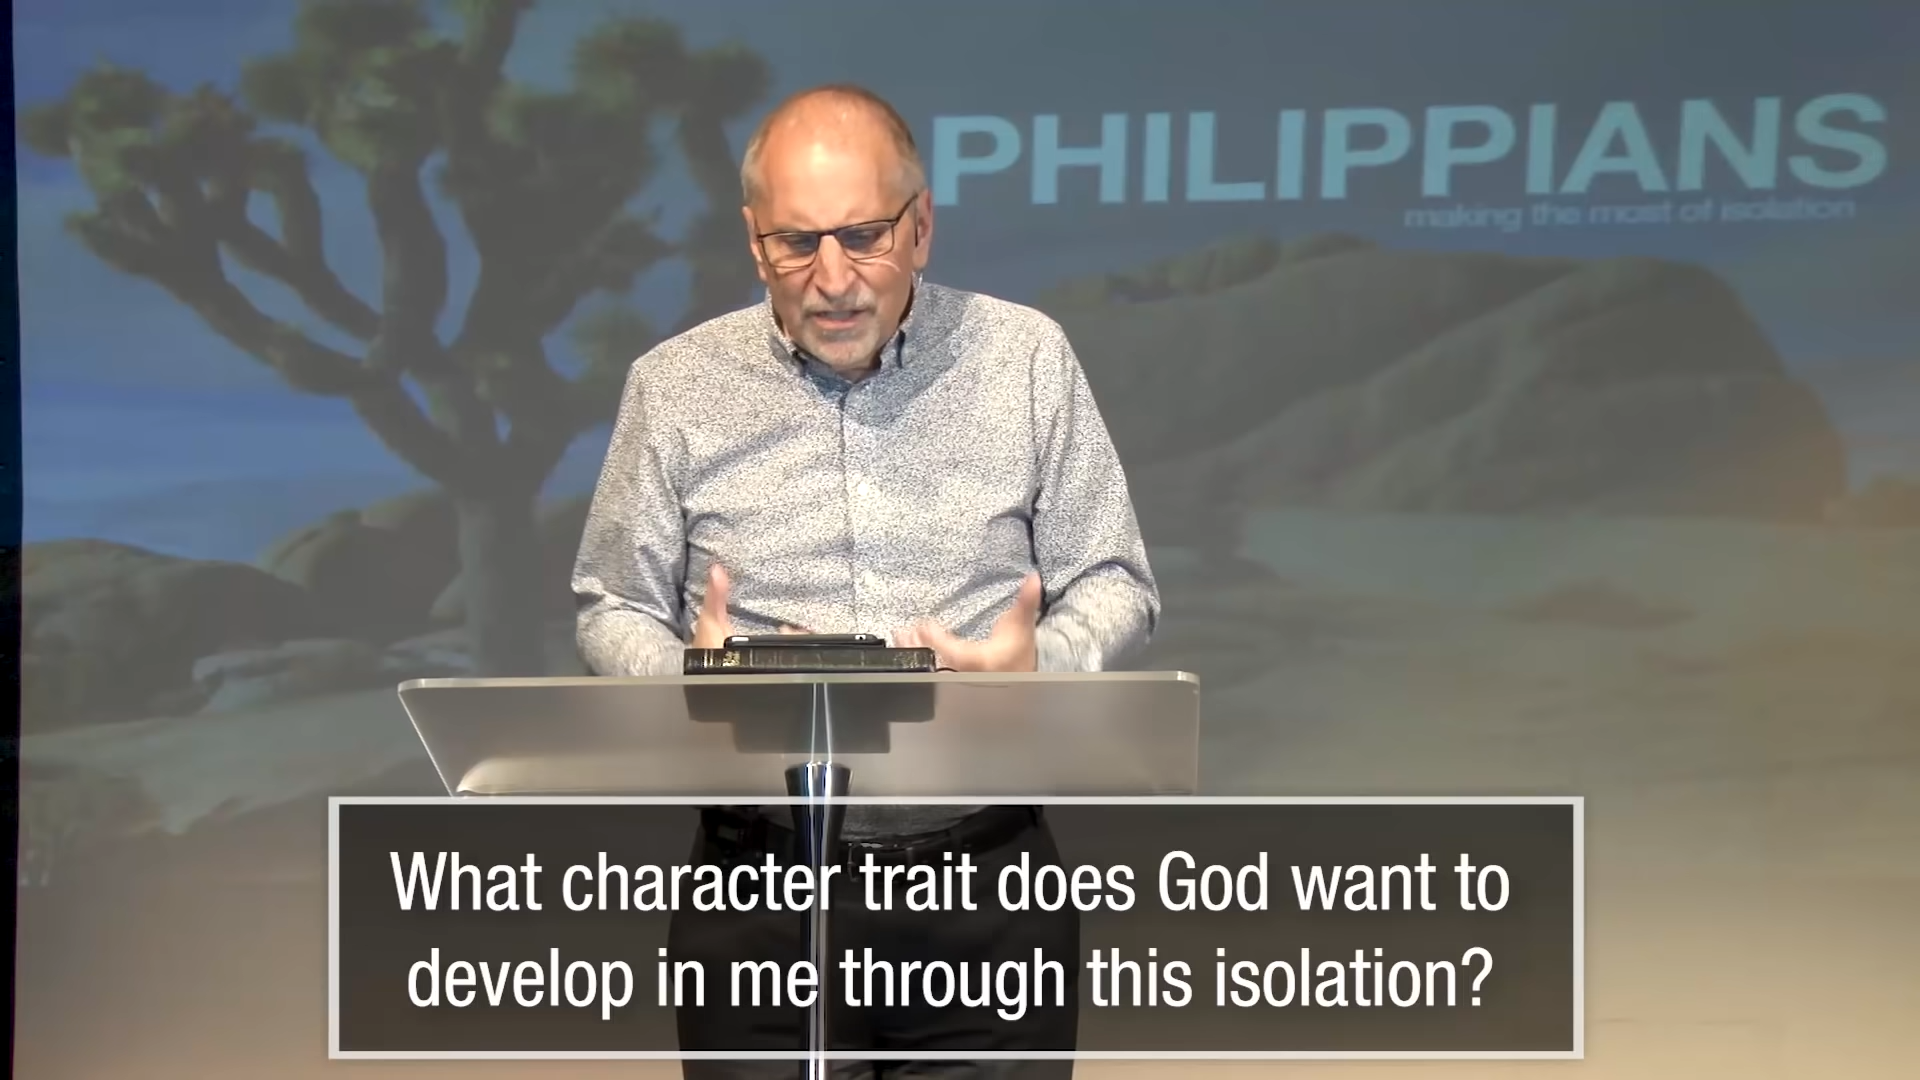 PHILIPPIANS
making the most of isolation
What character trait does God want to
develop in me through this isolation?